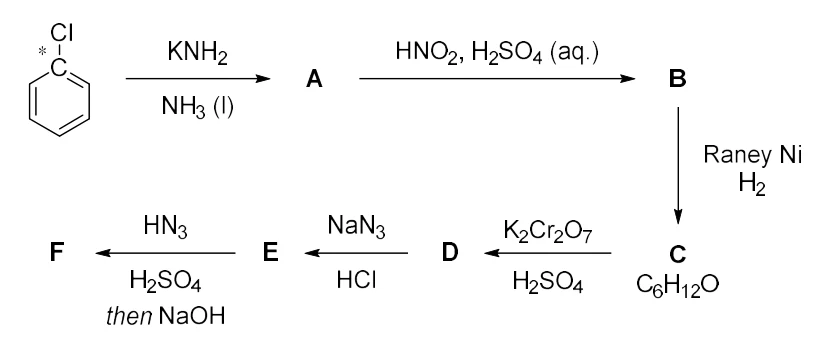 Cl
*
C
KNH₂
NH₃ (l)
A
HNO₂, H₂SO₄ (aq.)
B
Raney Ni
H₂
C
C₆H₁₂O
K₂Cr₂O₇
H₂SO₄
D
NaN₃
HCl
E
HN₃
H₂SO₄
then NaOH
F